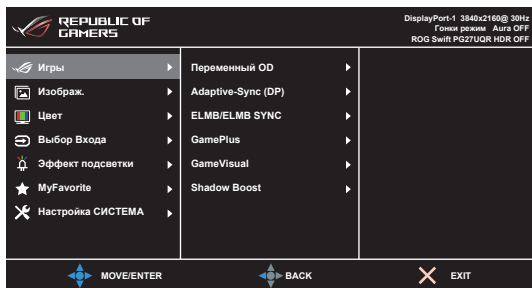 REPUBLIC OF
GAMERS
DisplayPort-1 3840x2160@ 30Hz
Гонки режим Aura OFF
ROG Swift PG27UQR HDR OFF
Игры
Изображ.
Цвет
Выбор Входа
Эффект подсветки
MyFavorite
Настройка СИСТЕМА
Переменный OD
Adaptive-Sync (DP)
ELMB/ELMB SYNC
GamePlus
GameVisual
Shadow Boost
MOVE/ENTER
BACK
EXIT